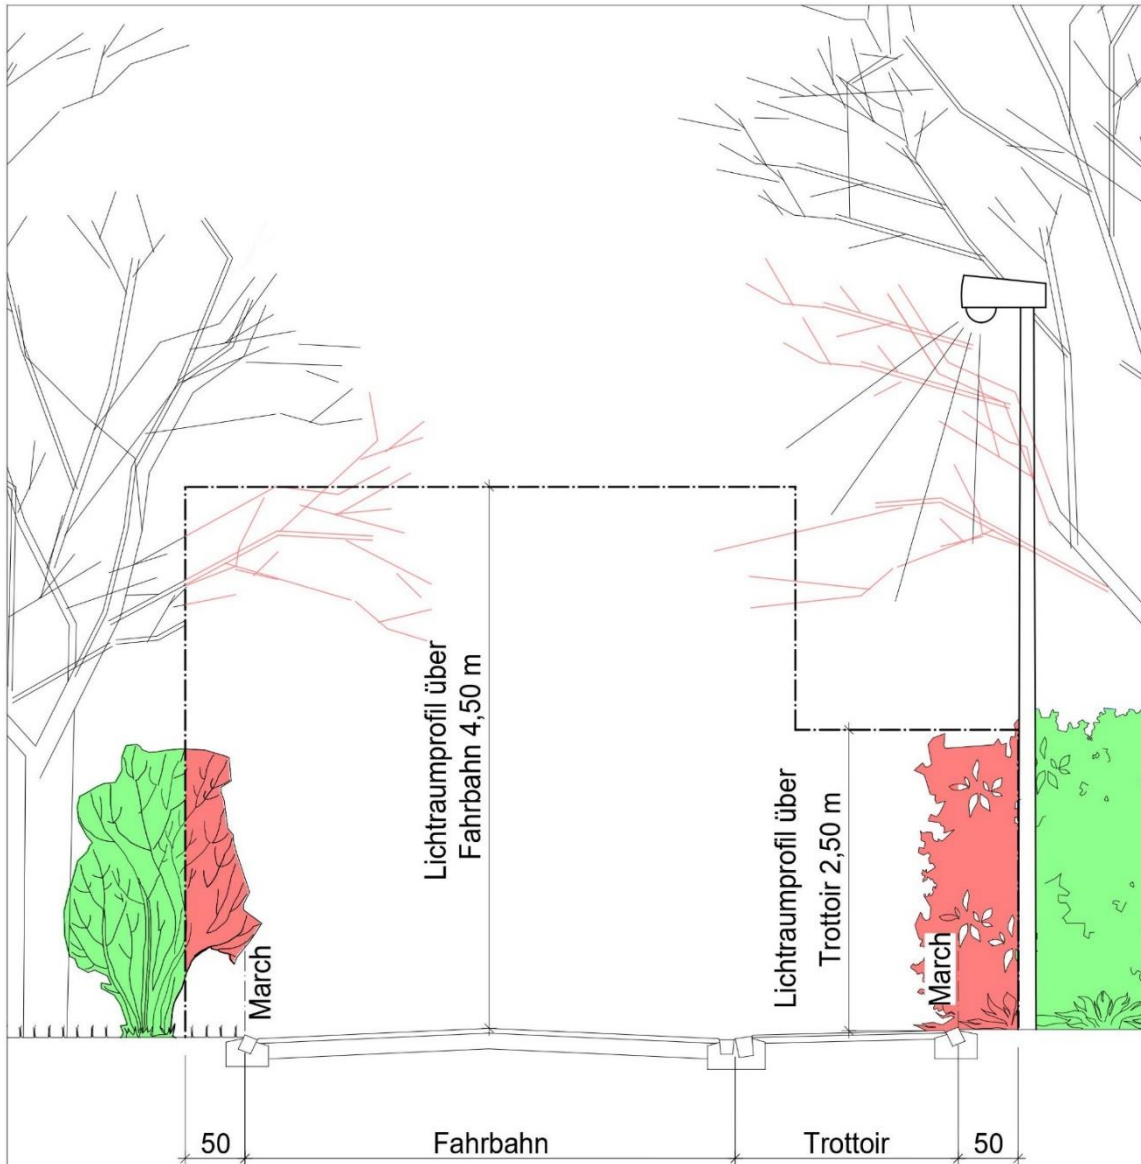 Lichtraumprofil über
Fahrbahn 4,50 m
Lichtraumprofil über
Trottoir 2,50 m
March
March
50
Fahrbahn
Trottoir
50